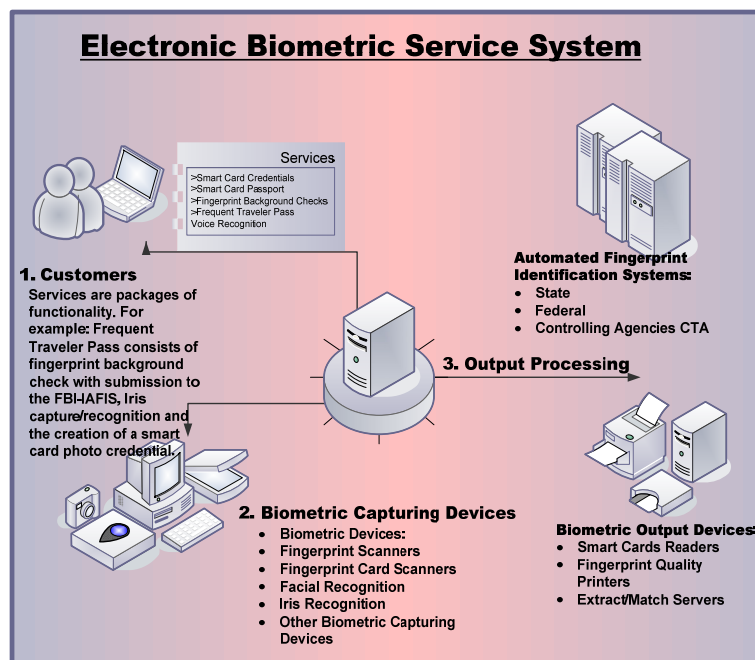 Electronic Biometric Service System
Services
>Smart Card Credentials
>Smart Card Passport
>Fingerprint Background Checks
>Frequent Traveler Pass
Voice Recognition
1. Customers
Services are packages of
functionality. For
example: Frequent
Traveler Pass consists of
fingerprint background
check with submission to
the FBI-IAFIS, Iris
capture/recognition and
the creation of a smart
card photo credential.
Automated Fingerprint
Identification Systems:
• State
• Federal
• Controlling Agencies CTA
3. Output Processing
2. Biometric Capturing Devices
• Biometric Devices:
• Fingerprint Scanners
• Fingerprint Card Scanners
• Facial Recognition
• Iris Recognition
• Other Biometric Capturing
Devices
Biometric Output Devices:
• Smart Cards Readers
• Fingerprint Quality
Printers
• Extract/Match Servers